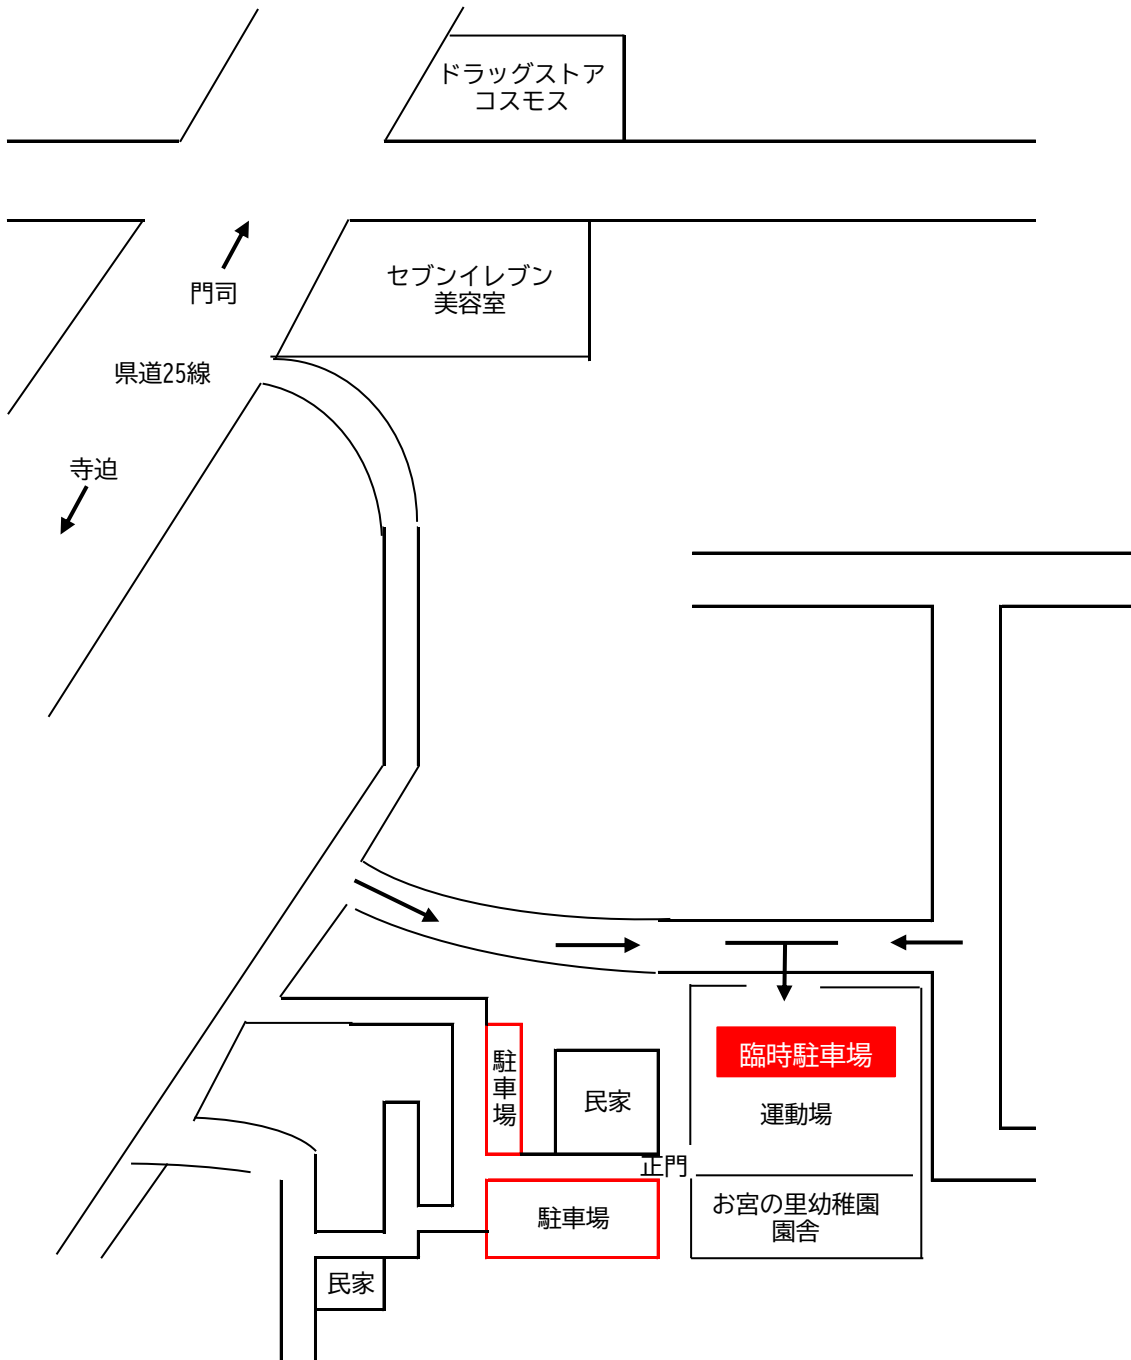 ドラッグストア
コスモス
セブンイレブン
美容室
門司
県道25線
寺迫
駐車場
民家
臨時駐車場
運動場
正門
駐車場
お宮の里幼稚園
園舎
民家